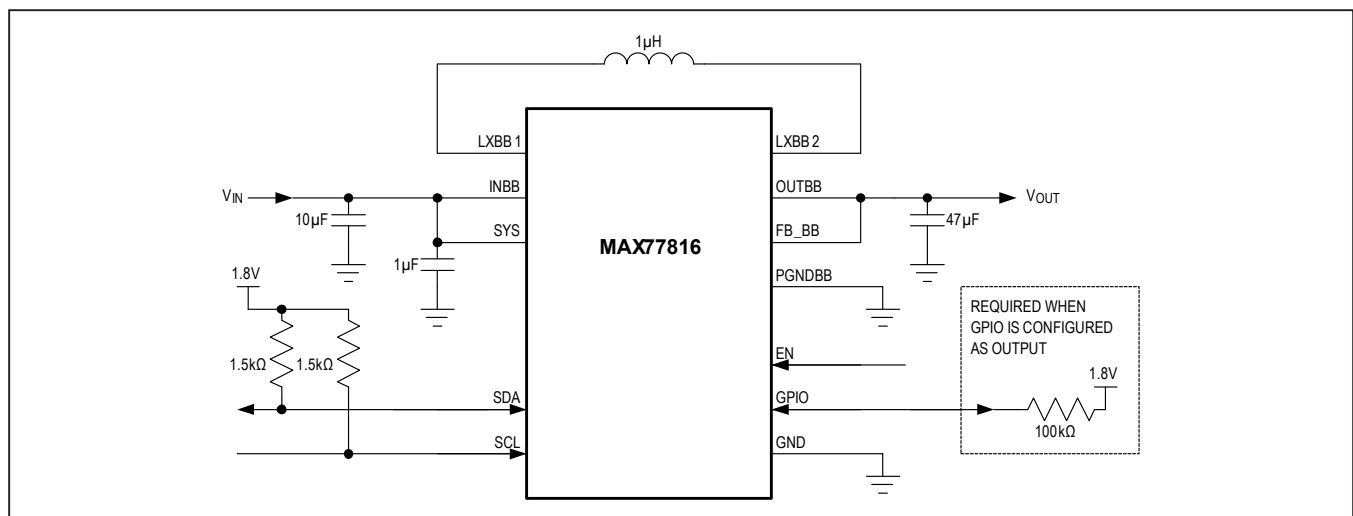 1µH
LXBB1
LXBB2
VIN
INBB
OUTBB
VOUT
10µF
47µF
SYS
FB_BB
MAX77816
1µF
1.8V
PGNDBB
REQUIRED WHEN
GPIO IS CONFIGURED
AS OUTPUT
1.5kΩ
1.5kΩ
EN
1.8V
SDA
GPIO
100kΩ
SCL
GND